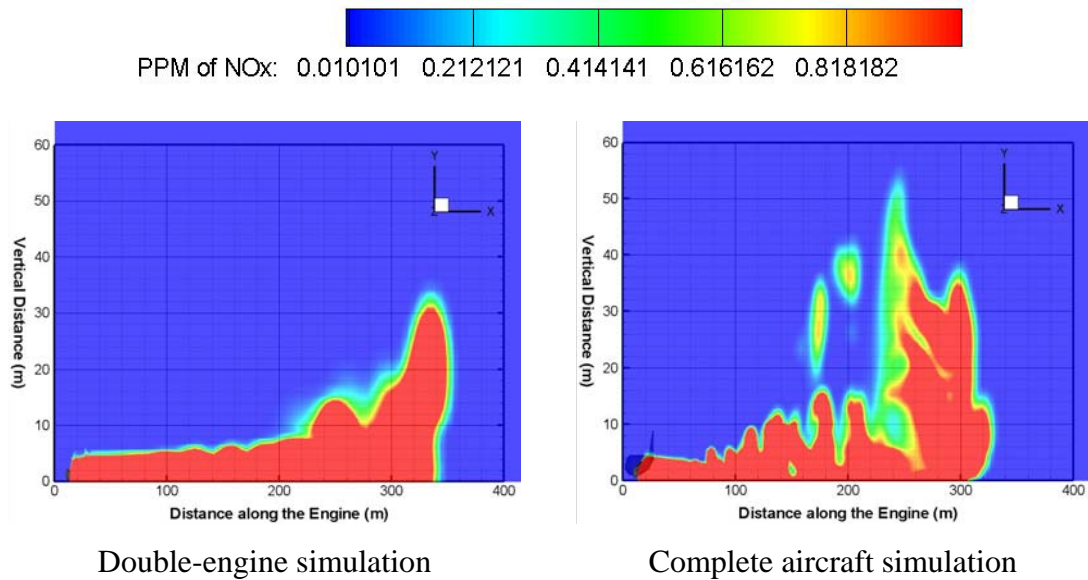 PPM of NOx: 0.010101 0.212121 0.414141 0.616162 0.818182
60
50
40
30
20
10
0
Vertical Distance (m)
Y
Z
X
0 100 200 300 400
Distance along the Engine (m)
Double-engine simulation
60
50
40
30
20
10
0
Vertical Distance (m)
Y
Z
X
0 100 200 300 400
Distance along the Engine (m)
Complete aircraft simulation